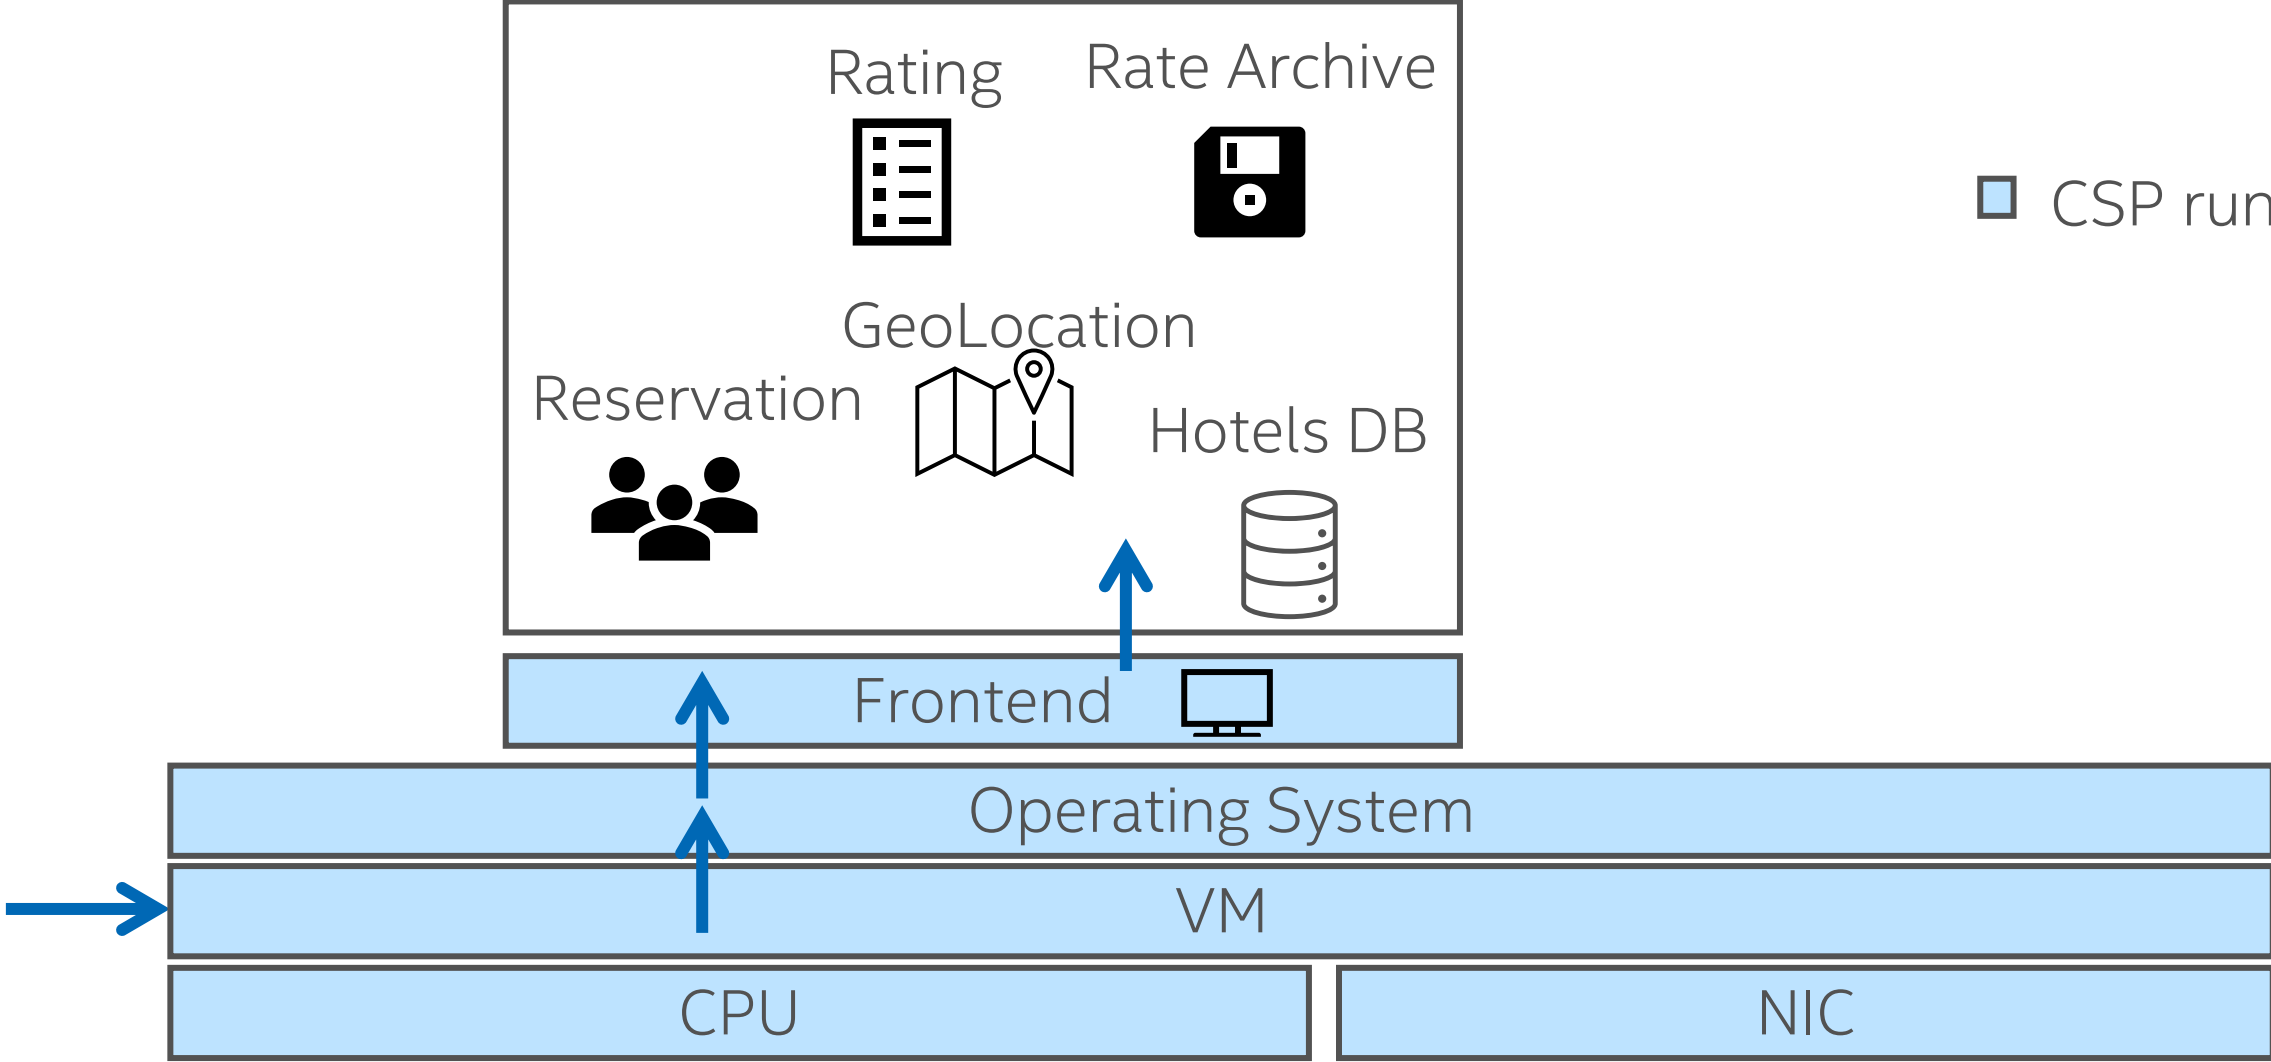 Rating
Rate Archive
CSP run
GeoLocation
Reservation
Hotels DB
Frontend
Operating System
VM
CPU
NIC